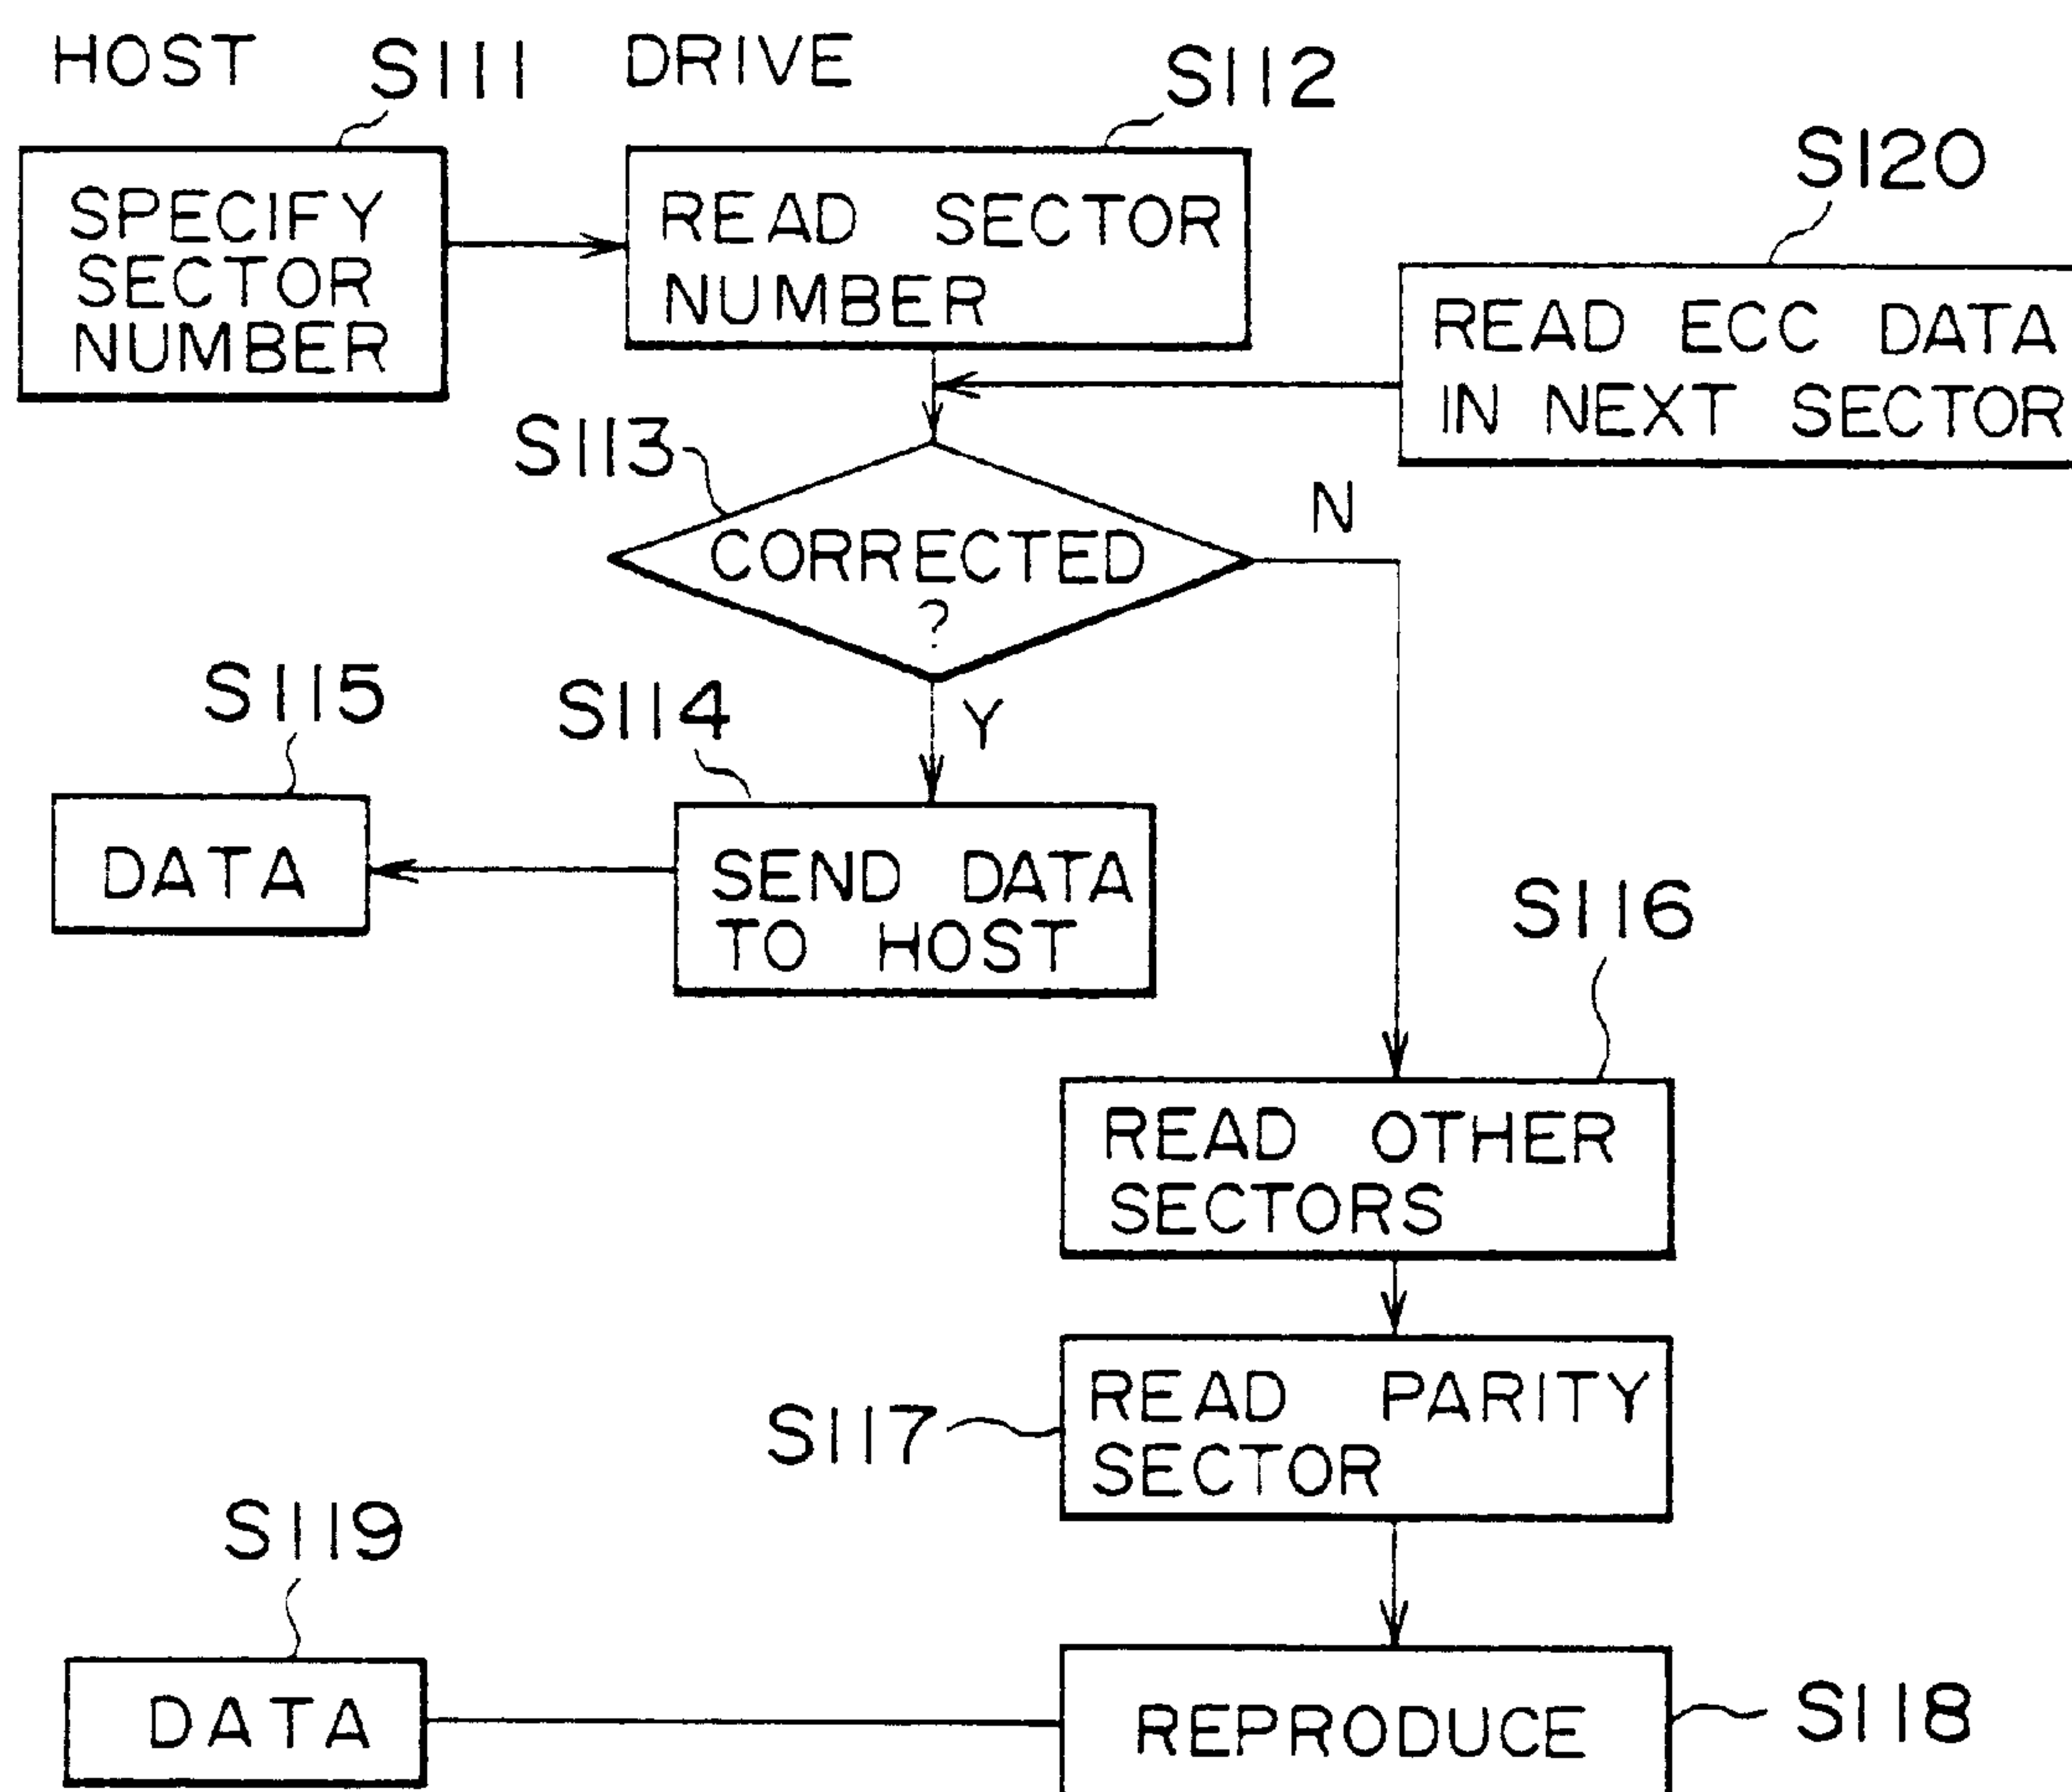 HOST
S111
DRIVE
S112
S120
SPECIFY
SECTOR
NUMBER
READ SECTOR
NUMBER
READ ECC DATA
IN NEXT SECTOR
S113
N
CORRECTED
?
S115
S114
Y
DATA
SEND DATA
TO HOST
S116
READ OTHER
SECTORS
S117
READ PARITY
SECTOR
S119
DATA
REPRODUCE
S118